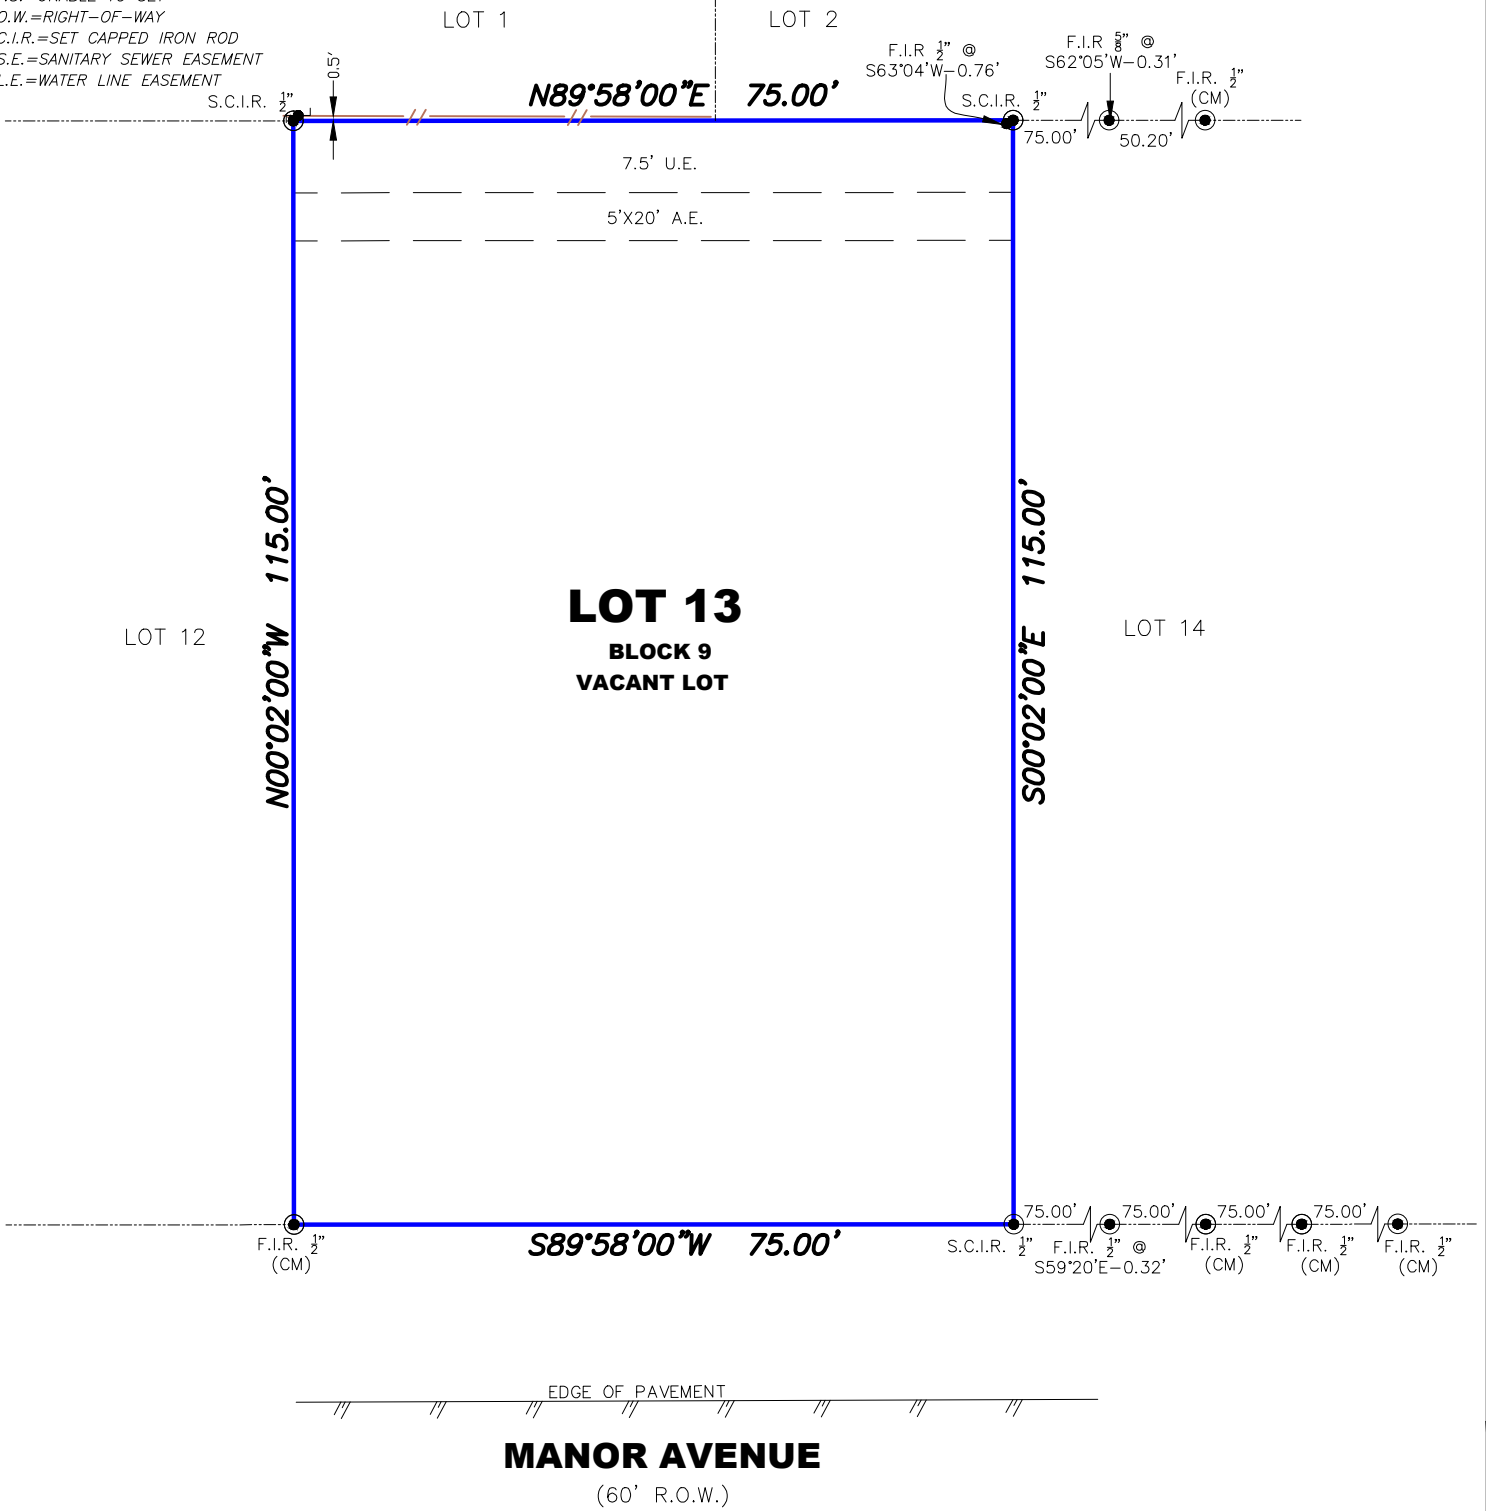 O.W.=RIGHT-OF-WAY
C.I.R.=SET CAPPED IRON ROD
S.E.=SANITARY SEWER EASEMENT
L.E.=WATER LINE EASEMENT
LOT 1
LOT 2
0.5'
S.C.I.R. 1/2"
N89°58'00"E 75.00'
F.I.R 1/2" @
S63°04'W-0.76'
S.C.I.R. 1/2"
F.I.R 5/8" @
S62°05'W-0.31'
F.I.R. 1/2"
(CM)
75.00'
50.20'
7.5' U.E.
5'X20' A.E.
N00°02'00"W 115.00'
S00°02'00"E 115.00'
LOT 12
LOT 13
BLOCK 9
VACANT LOT
LOT 14
F.I.R. 1/2"
(CM)
S89°58'00"W 75.00'
S.C.I.R. 1/2"
75.00'
75.00'
75.00'
75.00'
F.I.R. 1/2" @
S59°20'E-0.32'
F.I.R. 1/2"
(CM)
F.I.R. 1/2"
(CM)
F.I.R. 1/2"
(CM)
EDGE OF PAVEMENT
MANOR AVENUE
(60' R.O.W.)